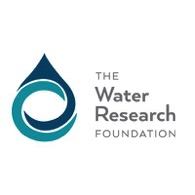 THE
Water
Research
FOUNDATION